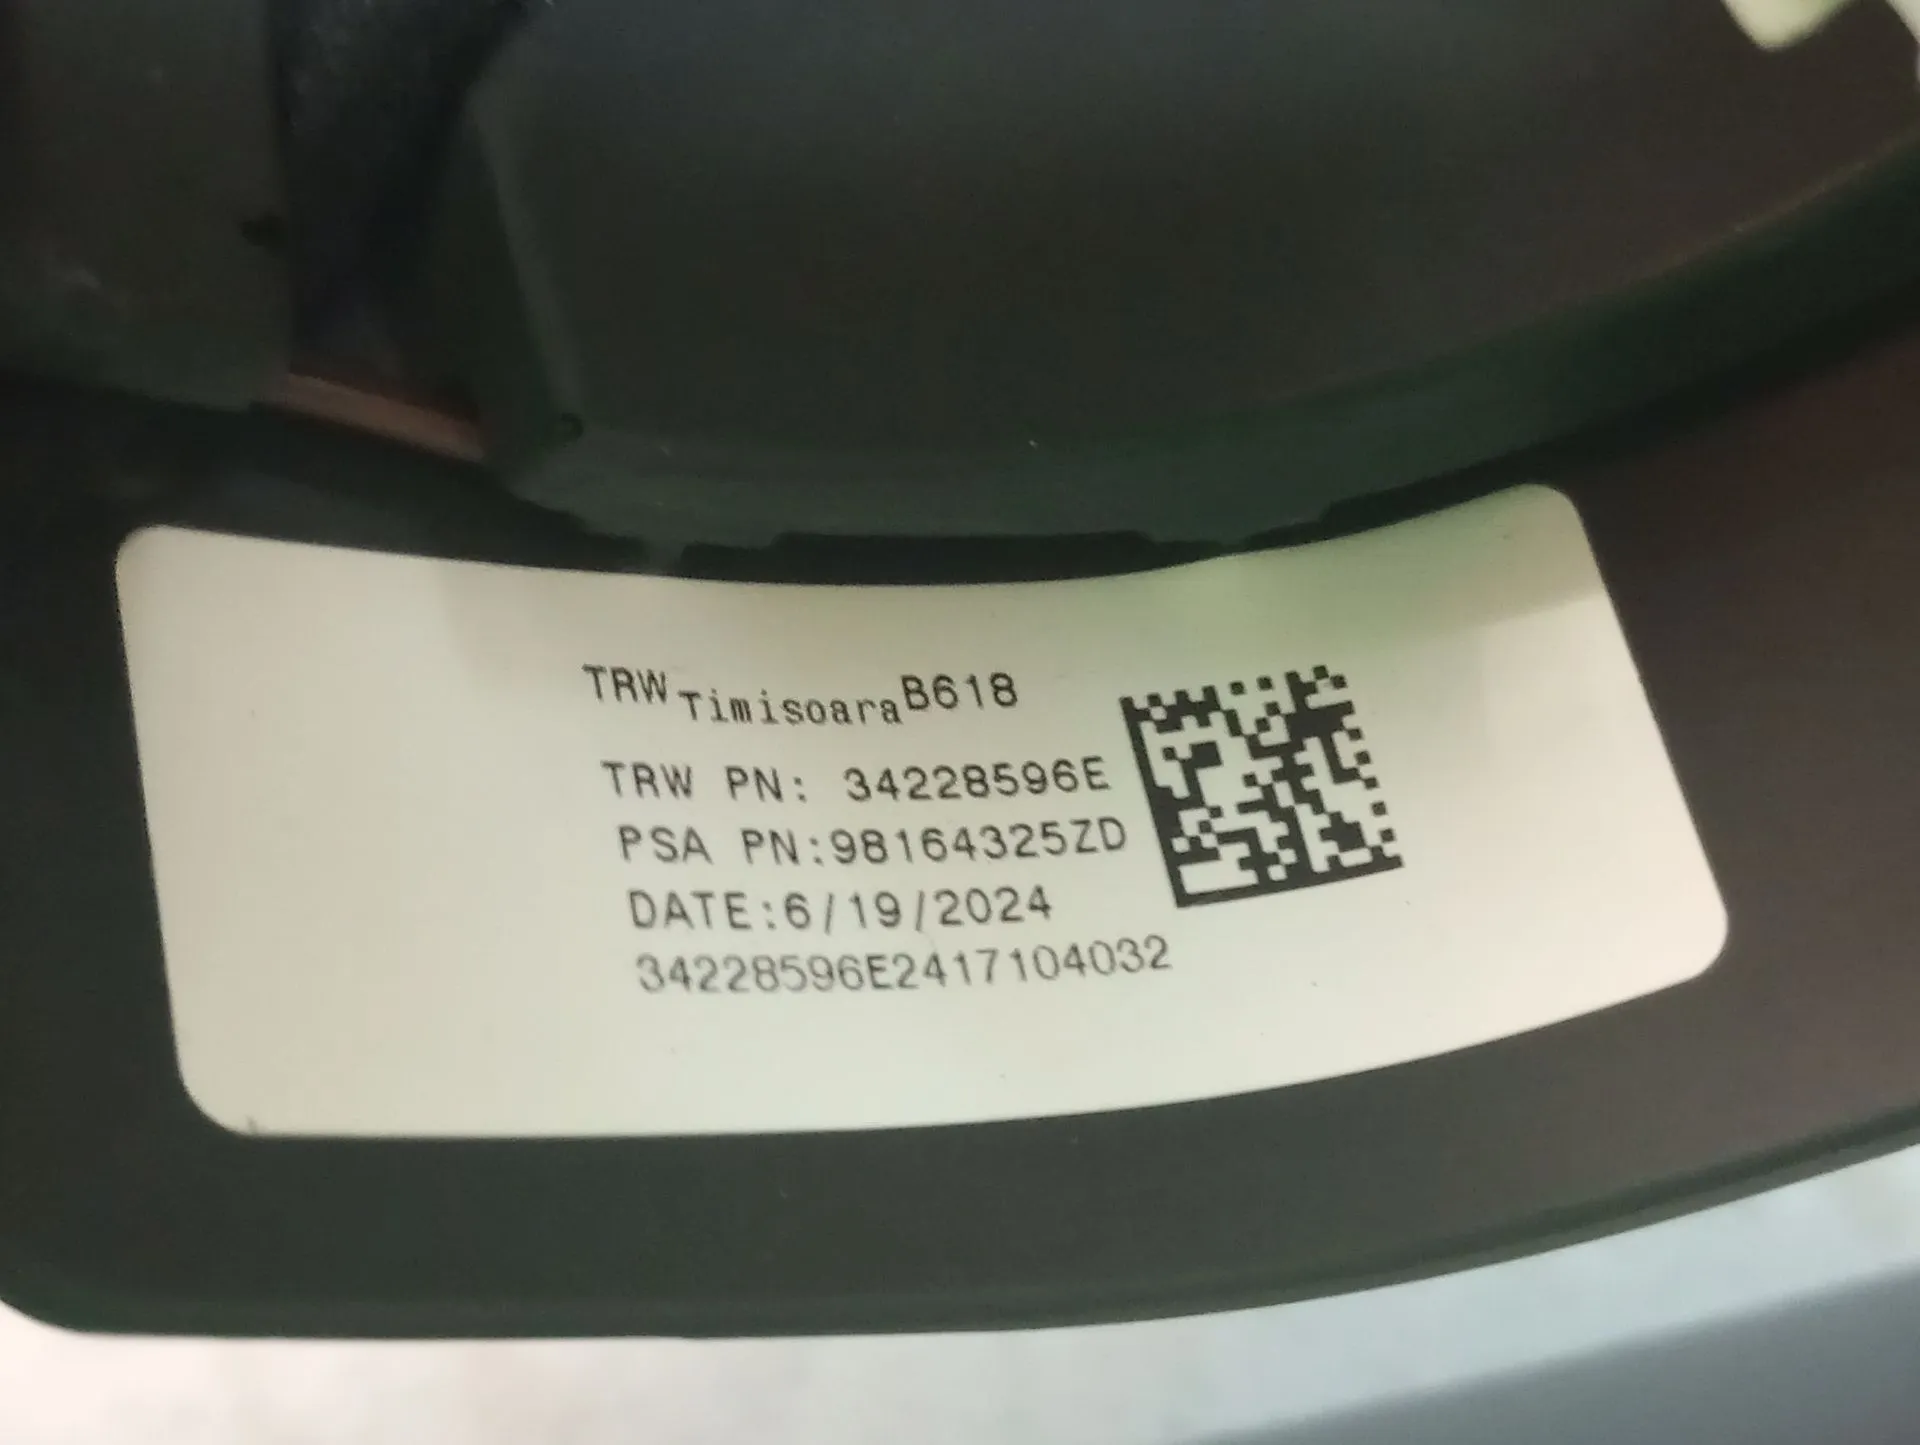 TRW Timisoara B618
TRW PN: 34228596E
PSA PN:98164325ZD
DATE:6/19/2024
34228596E2417104032